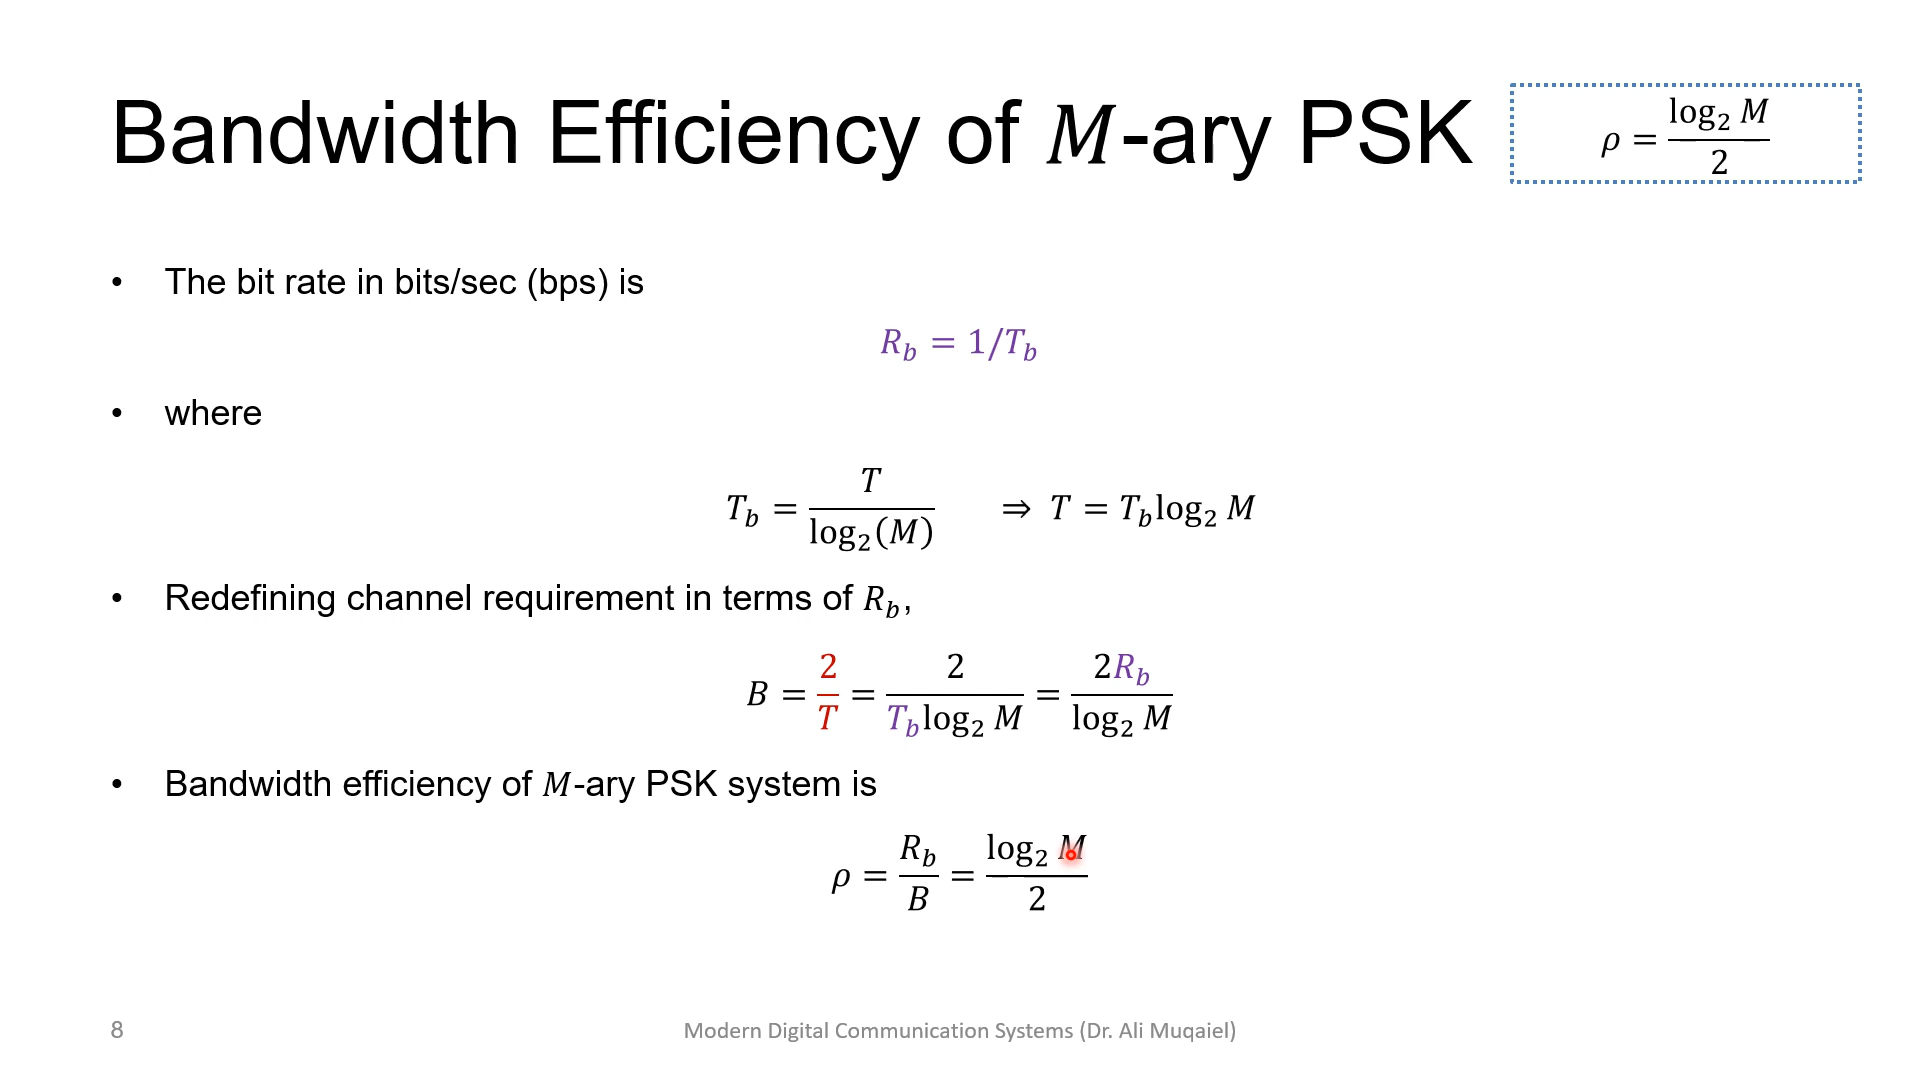 Bandwidth Efficiency of 𝑀-ary PSK
𝜌 = log₂ 𝑀 / 2
• The bit rate in bits/sec (bps) is
𝑅_b = 1/𝑇_b
• where
𝑇_b = 𝑇 / log₂(𝑀) ⇒ 𝑇 = 𝑇_b log₂ 𝑀
• Redefining channel requirement in terms of 𝑅_b,
𝐵 = 2/𝑇 = 2 / 𝑇_b log₂ 𝑀 = 2𝑅_b / log₂ 𝑀
• Bandwidth efficiency of 𝑀-ary PSK system is
𝜌 = 𝑅_b / 𝐵 = log₂ 𝑀 / 2
8 Modern Digital Communication Systems (Dr. Ali Muqaiel)